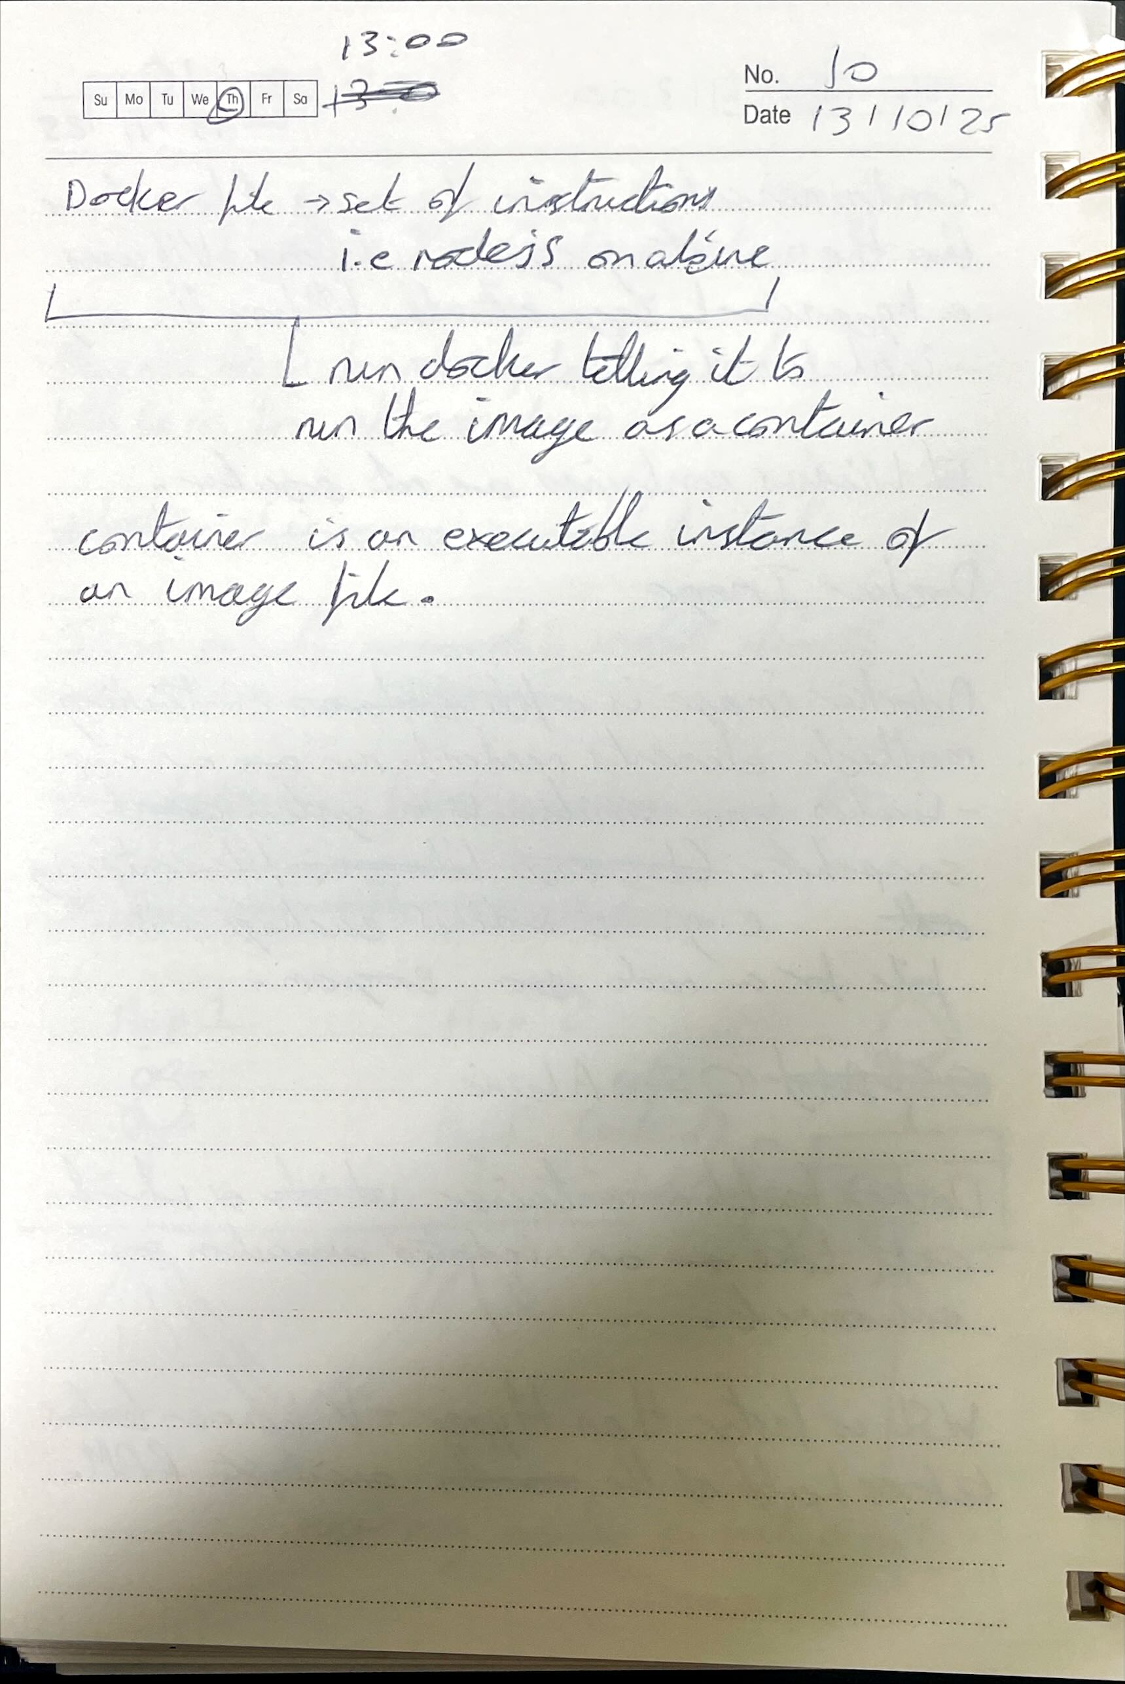 13:00
Su Mo Tu We Th Fr Sa
No. 10
Date 13/10/25
Docker file → set of instructions
i.e nodejs on alpine
run docker telling it to
run the image as a container
container is an executable instance of
an image file.